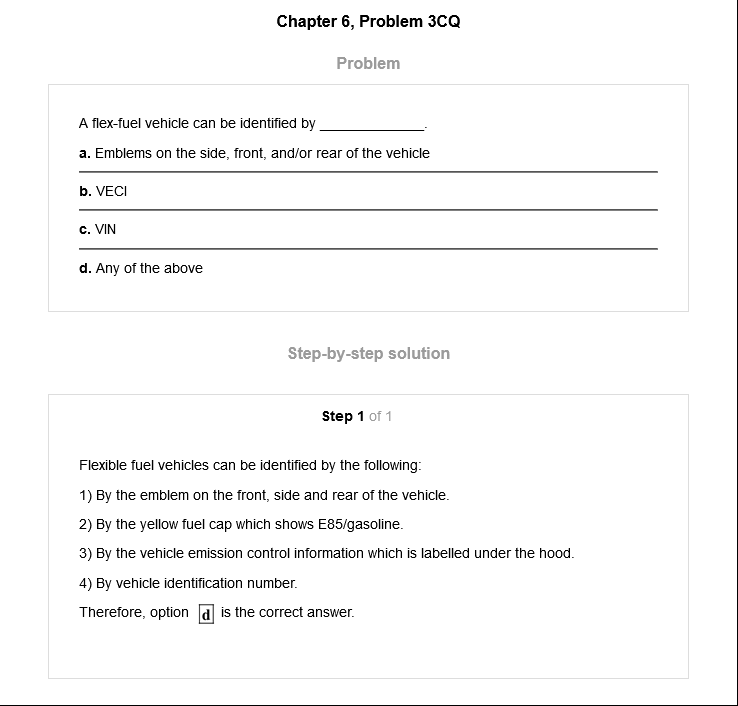 Chapter 6, Problem 3CQ
Problem
A flex-fuel vehicle can be identified by ______________.
a. Emblems on the side, front, and/or rear of the vehicle
b. VECI
c. VIN
d. Any of the above
Step-by-step solution
Step 1 of 1
Flexible fuel vehicles can be identified by the following:
1) By the emblem on the front, side and rear of the vehicle.
2) By the yellow fuel cap which shows E85/gasoline.
3) By the vehicle emission control information which is labelled under the hood.
4) By vehicle identification number.
Therefore, option d is the correct answer.